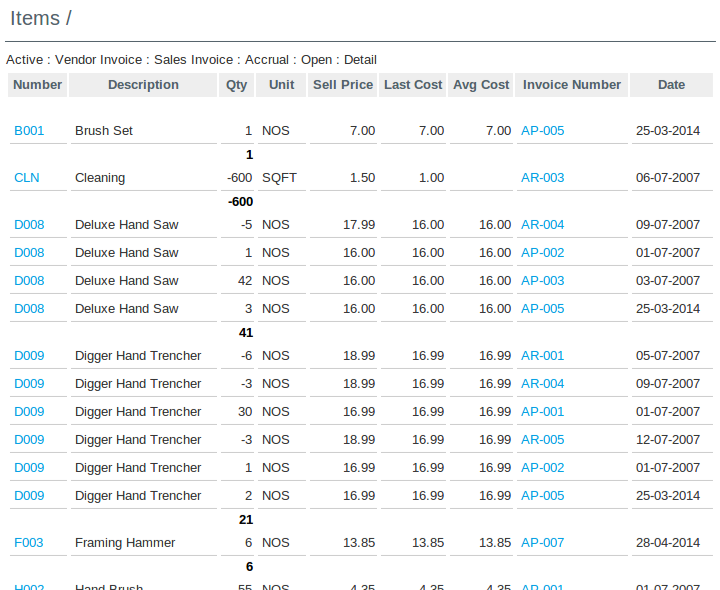 Items /
Active : Vendor Invoice : Sales Invoice : Accrual : Open : Detail
Number Description Qty Unit Sell Price Last Cost Avg Cost Invoice Number Date
B001 Brush Set 1 NOS 7.00 7.00 7.00 AP-005 25-03-2014
1
CLN Cleaning -600 SQFT 1.50 1.00 AR-003 06-07-2007
-600
D008 Deluxe Hand Saw -5 NOS 17.99 16.00 16.00 AR-004 09-07-2007
D008 Deluxe Hand Saw 1 NOS 16.00 16.00 16.00 AP-002 01-07-2007
D008 Deluxe Hand Saw 42 NOS 16.00 16.00 16.00 AP-003 03-07-2007
D008 Deluxe Hand Saw 3 NOS 16.00 16.00 16.00 AP-005 25-03-2014
41
D009 Digger Hand Trencher -6 NOS 18.99 16.99 16.99 AR-001 05-07-2007
D009 Digger Hand Trencher -3 NOS 18.99 16.99 16.99 AR-004 09-07-2007
D009 Digger Hand Trencher 30 NOS 16.99 16.99 16.99 AP-001 01-07-2007
D009 Digger Hand Trencher -3 NOS 18.99 16.99 16.99 AR-005 12-07-2007
D009 Digger Hand Trencher 1 NOS 16.99 16.99 16.99 AP-002 01-07-2007
D009 Digger Hand Trencher 2 NOS 16.99 16.99 16.99 AP-005 25-03-2014
21
F003 Framing Hammer 6 NOS 13.85 13.85 13.85 AP-007 28-04-2014
6
H002 Hand Brush 55 NOS 4.35 4.35 4.35 AP-001 01-07-2007